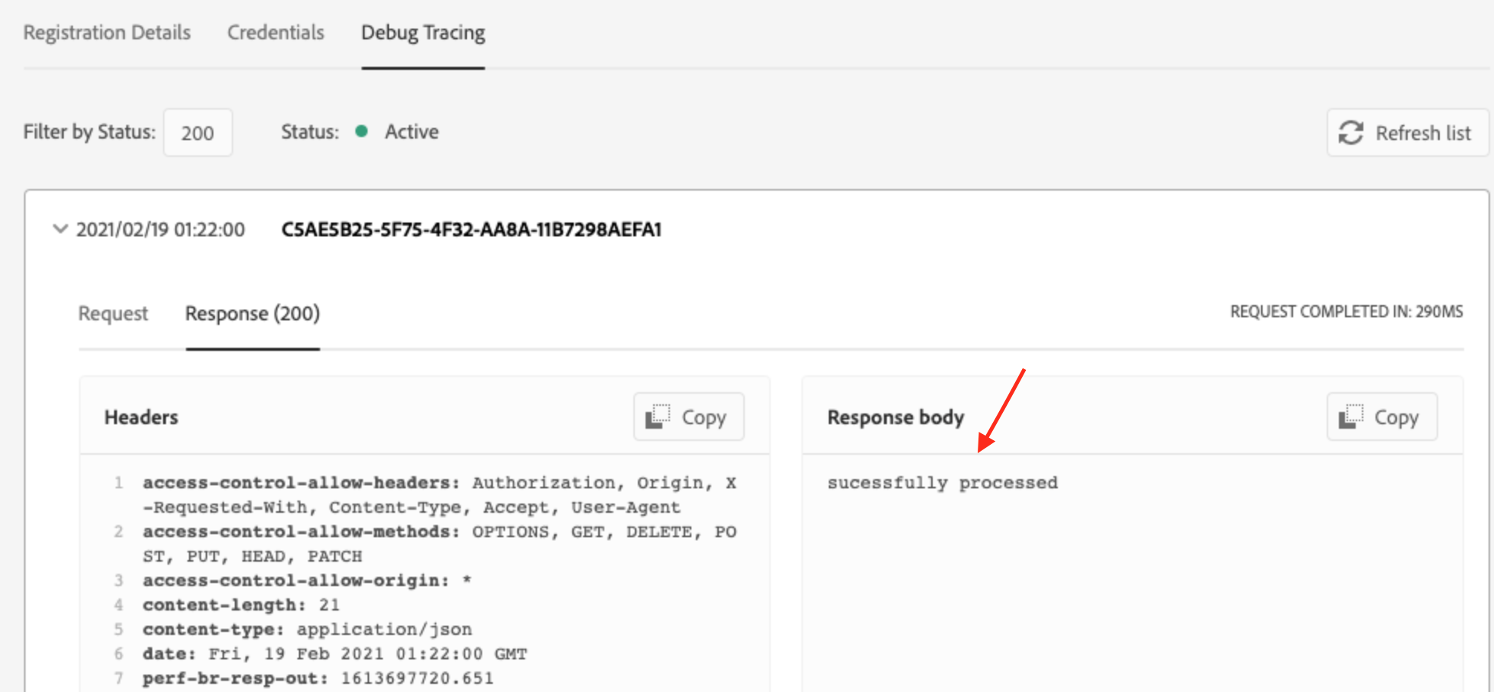 Registration Details Credentials Debug Tracing
Filter by Status: 200 Status: Active Refresh list
2021/02/19 01:22:00 C5AE5B25-5F75-4F32-AA8A-11B7298AEFA1
Request Response (200) REQUEST COMPLETED IN: 290MS
Headers Copy
1 access-control-allow-headers: Authorization, Origin, X
-Requested-With, Content-Type, Accept, User-Agent
2 access-control-allow-methods: OPTIONS, GET, DELETE, PO
ST, PUT, HEAD, PATCH
3 access-control-allow-origin: *
4 content-length: 21
5 content-type: application/json
6 date: Fri, 19 Feb 2021 01:22:00 GMT
7 perf-br-resp-out: 1613697720.651
Response body Copy
sucessfully processed